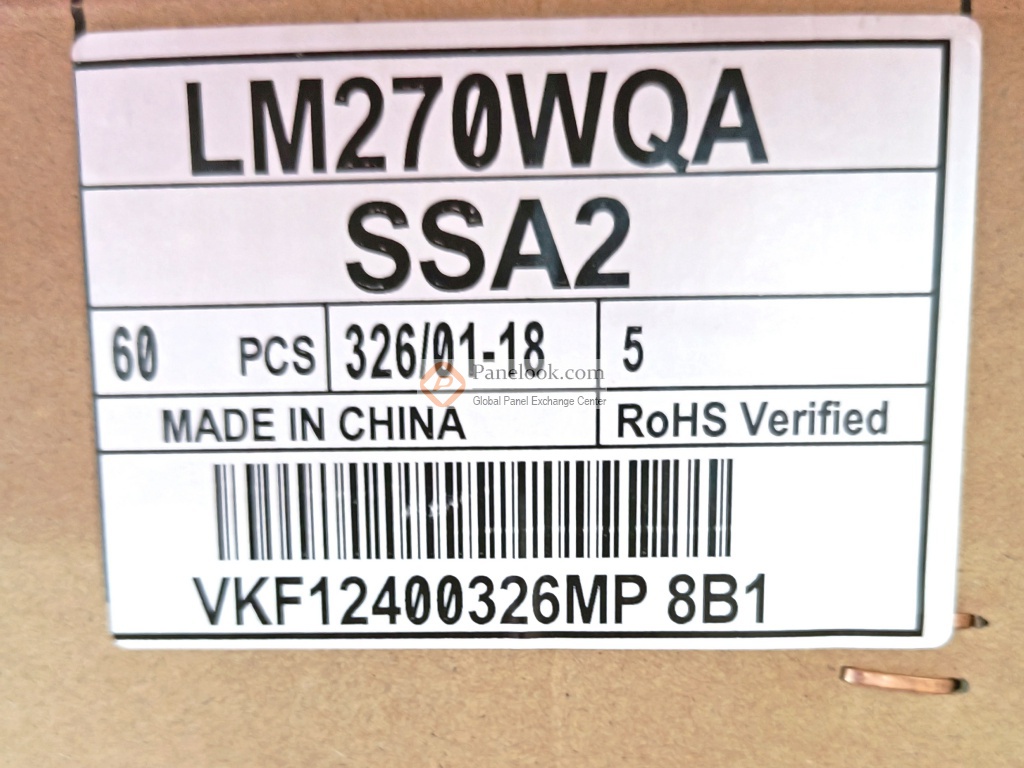 LM270WQA
SSA2
60 PCS 326/01-18 5
Panelook.com
Global Panel Exchange Center
MADE IN CHINA RoHS Verified
VKF12400326MP 8B1